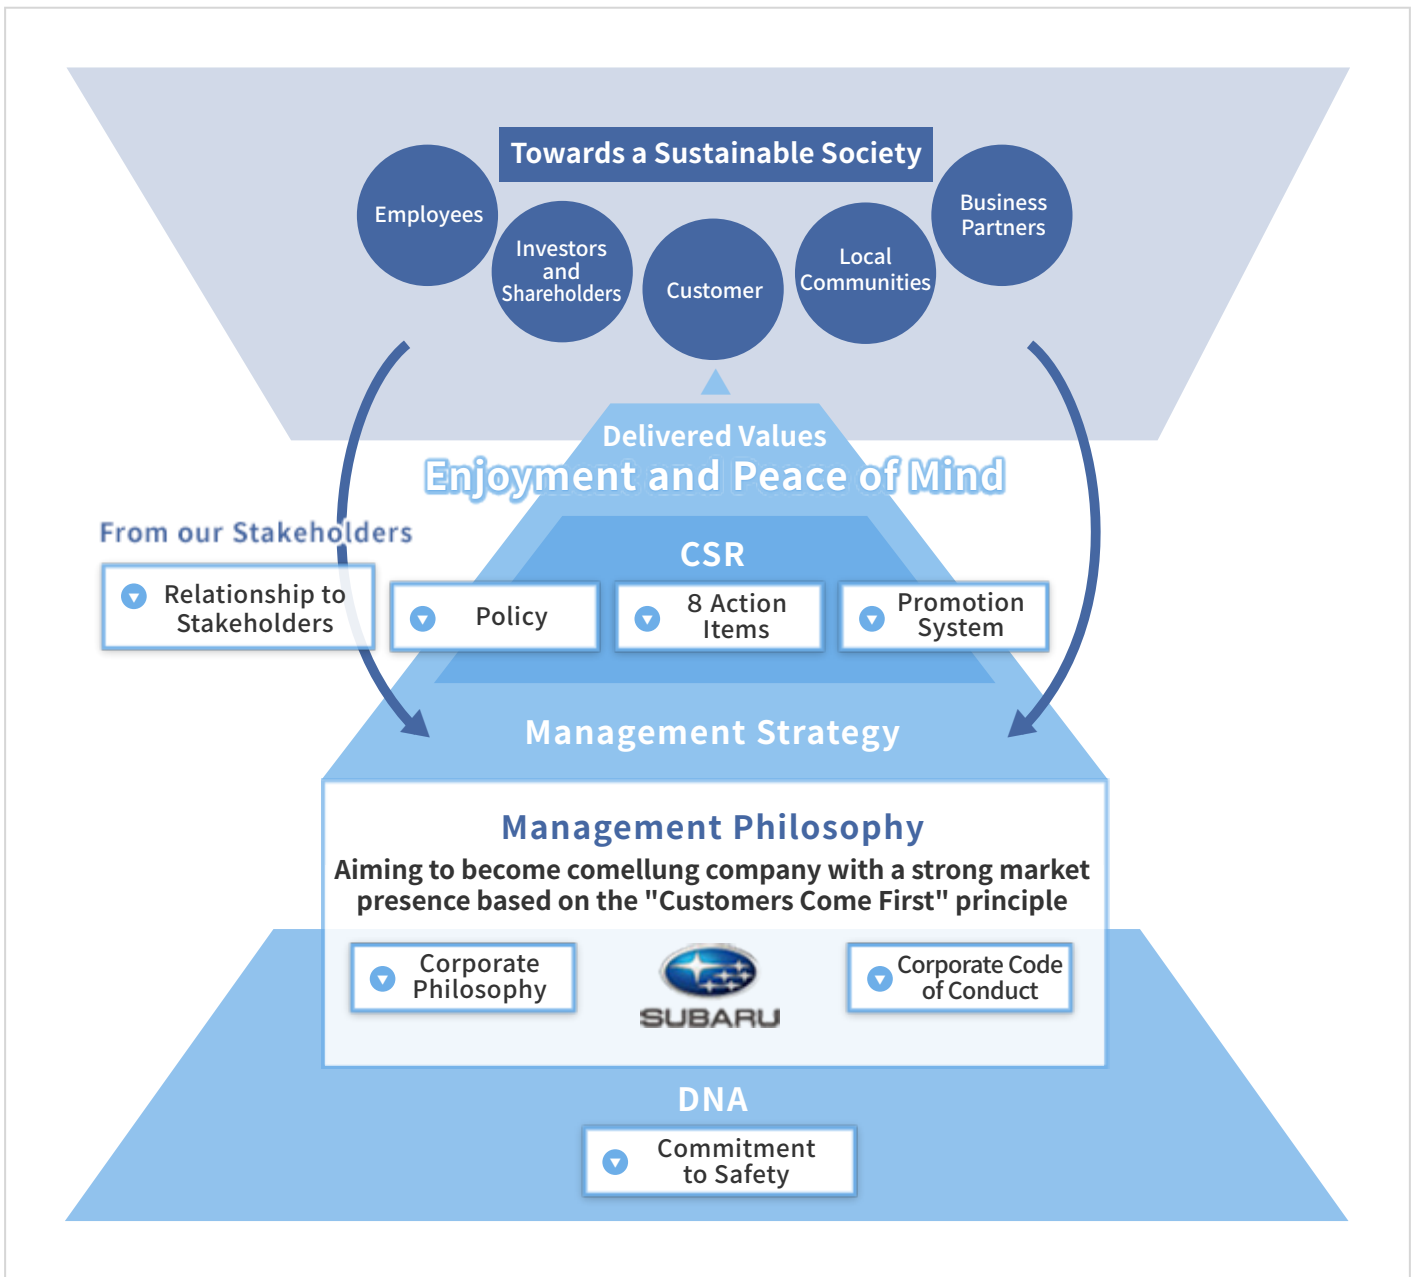 Towards a Sustainable Society
Employees
Investors
and
Shareholders
Customer
Local
Communities
Business
Partners
Delivered Values
Enjoyment and Peace of Mind
From our Stakeholders
Relationship to
Stakeholders
CSR
Policy
8 Action
Items
Promotion
System
Management Strategy
Management Philosophy
Aiming to become comellung company with a strong market
presence based on the "Customers Come First" principle
Corporate
Philosophy
SUBARU
Corporate Code
of Conduct
DNA
Commitment
to Safety